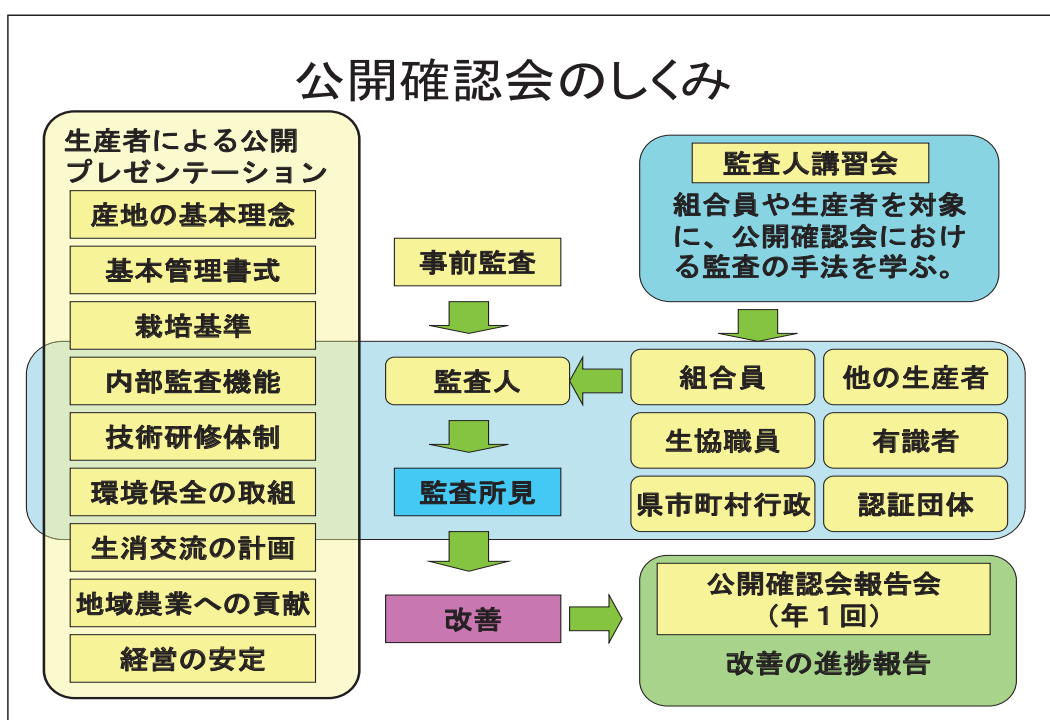 公開確認会のしくみ
生産者による公開
プレゼンテーション
産地の基本理念
基本管理書式
栽培基準
内部監査機能
技術研修体制
環境保全の取組
生消交流の計画
地域農業への貢献
経営の安定
事前監査
監査人
監査所見
改善
監査人講習会
組合員や生産者を対象
に、公開確認会におけ
る監査の手法を学ぶ。
組合員
他の生産者
生協職員
有識者
県市町村行政
認証団体
公開確認会報告会
（年１回）
改善の進捗報告